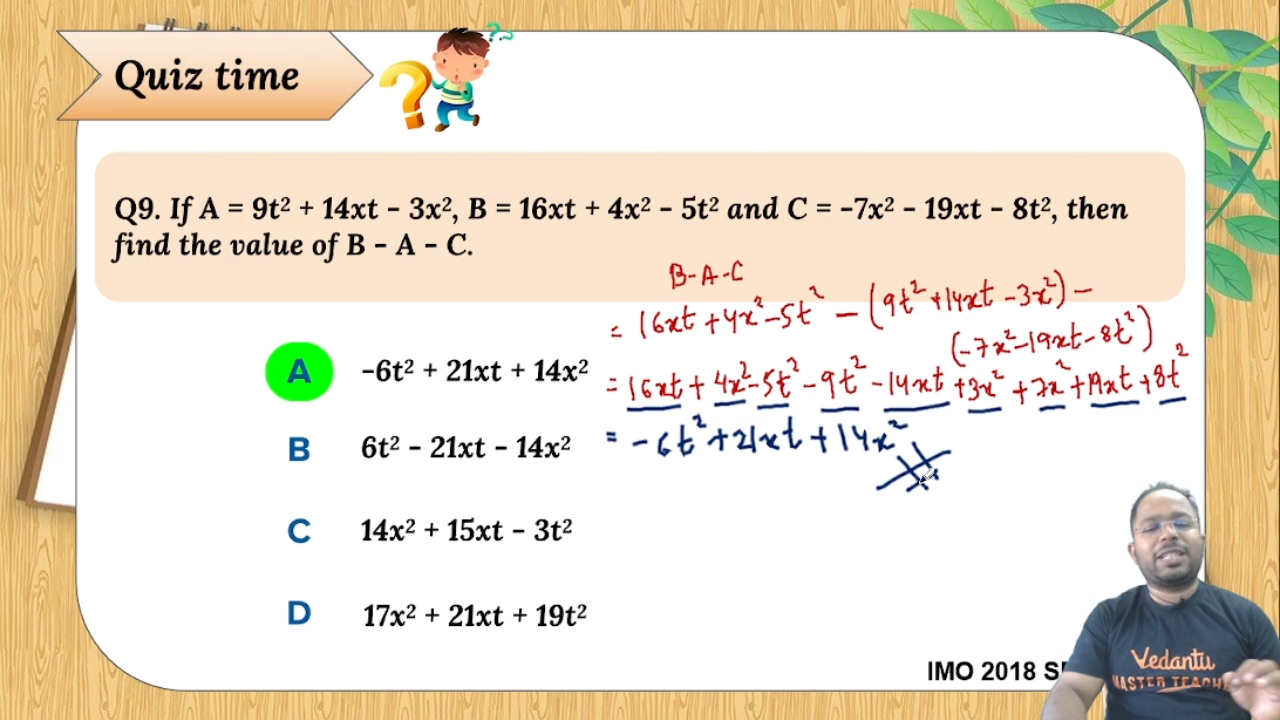 Quiz time
Q9. If A = 9t² + 14xt - 3x², B = 16xt + 4x² - 5t² and C = -7x² - 19xt - 8t², then
find the value of B - A - C.
B-A-C
= 16xt + 4x² - 5t² - (9t² + 14xt - 3x²) -
(-7x² - 19xt - 8t²)
= 16xt + 4x² - 5t² - 9t² - 14xt + 3x² + 7x² + 19xt + 8t²
= -6t² + 21xt + 14x²
A -6t² + 21xt + 14x²
B 6t² - 21xt - 14x²
C 14x² + 15xt - 3t²
D 17x² + 21xt + 19t²
IMO 2018 S
Vedantu
MASTER TEACH